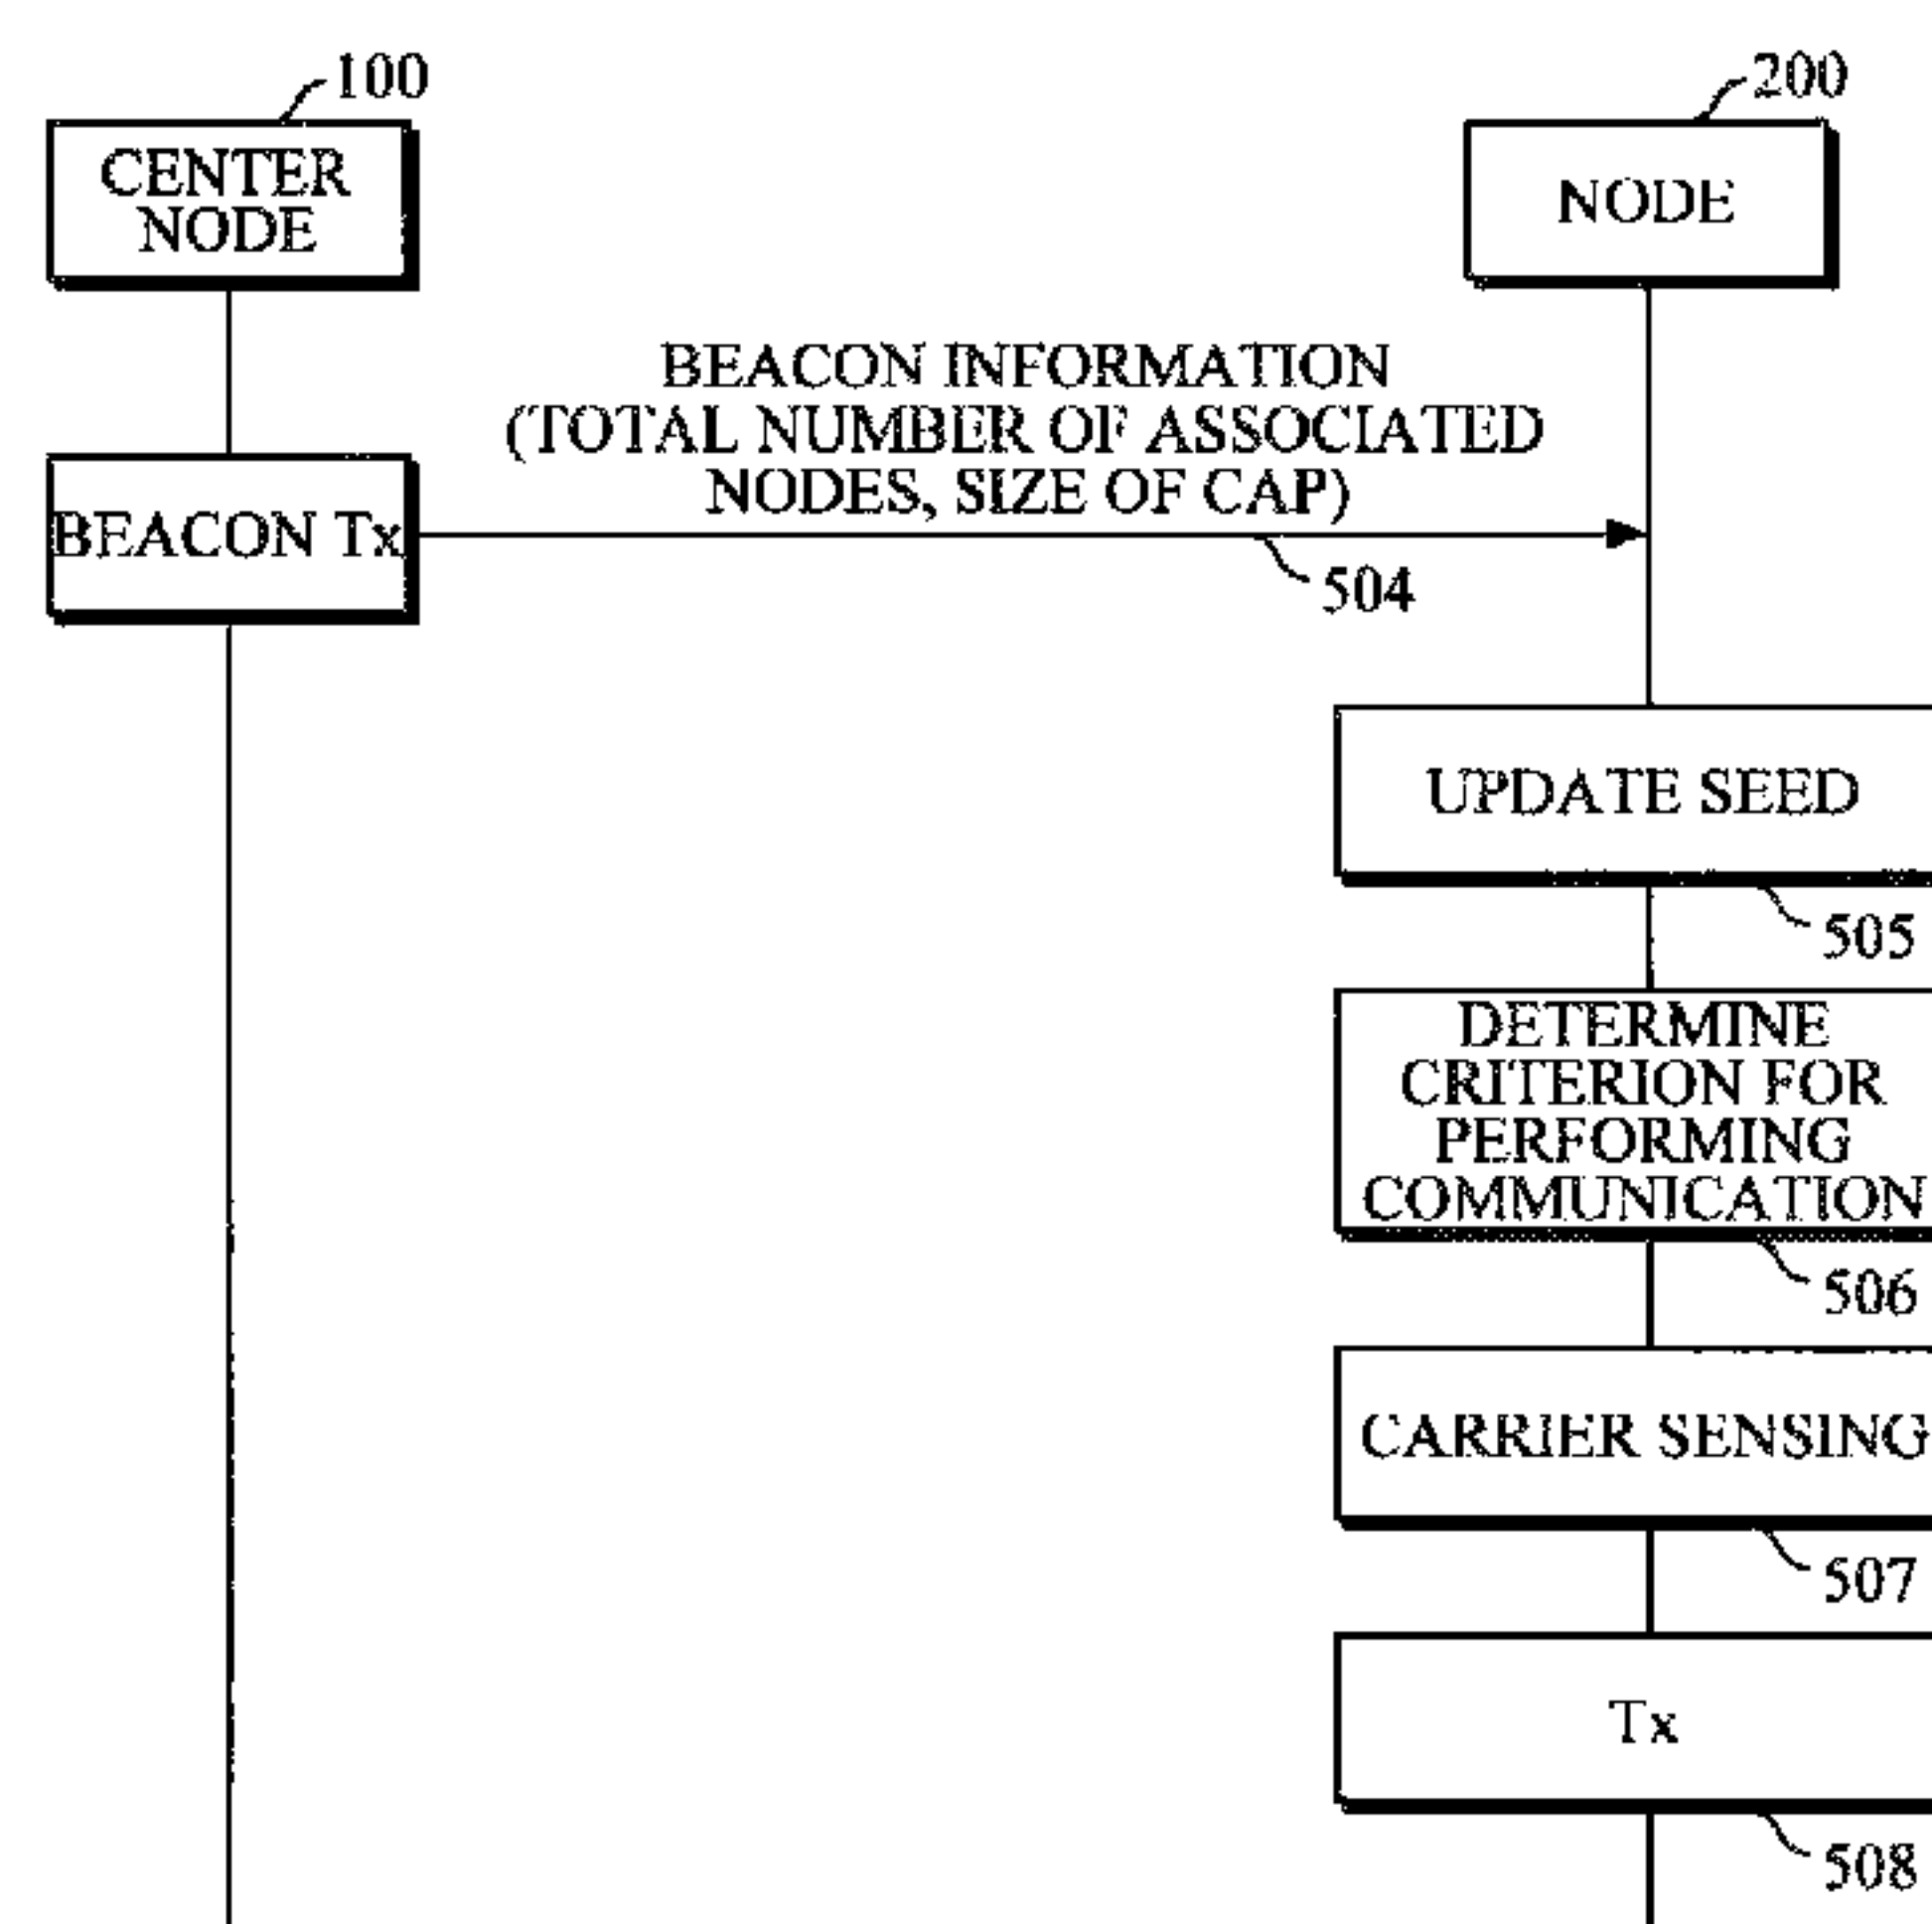 100
CENTER
NODE
200
NODE
BEACON INFORMATION
(TOTAL NUMBER OF ASSOCIATED
NODES, SIZE OF CAP)
BEACON Tx
504
UPDATE SEED
505
DETERMINE
CRITERION FOR
PERFORMING
COMMUNICATION
506
CARRIER SENSING
507
Tx
508